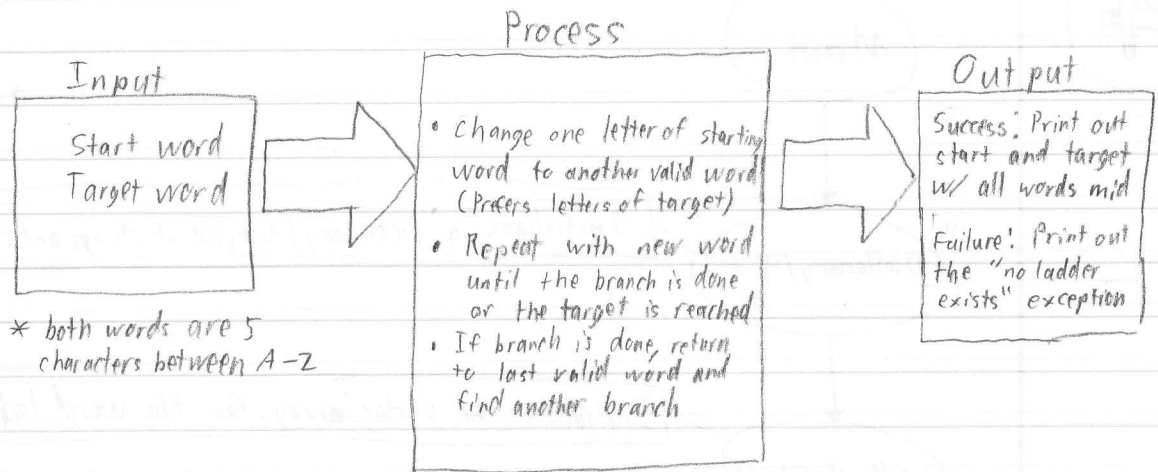 Input
Start word
Target word
* both words are 5
characters between A-Z
Process
• Change one letter of starting
word to another valid word
(Prefers letters of target)
• Repeat with new word
until the branch is done
or the target is reached
• If branch is done, return
to last valid word and
find another branch
Output
Success: Print out
start and target
w/ all words mid
Failure: Print out
the "no ladder
exists" exception